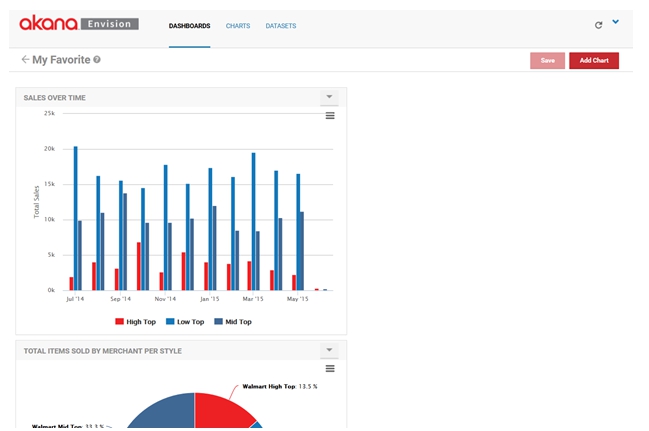 akana Envision
DASHBOARDS CHARTS DATASETS
My Favorite
Save Add Chart
SALES OVER TIME
25k
20k
15k
10k
5k
0k
Total Sales
Jul '14 Sep '14 Nov '14 Jan '15 Mar '15 May '15
High Top Low Top Mid Top
TOTAL ITEMS SOLD BY MERCHANT PER STYLE
Walmart High Top: 13.5 %
Walmart Mid Top: 33.3 %